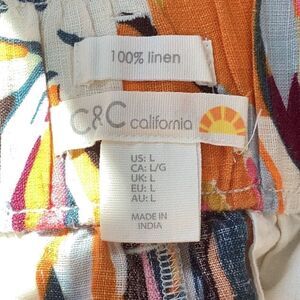 100% linen
C&C california
US: L
CA: L/G
UK: L
EU: L
AU: L
MADE IN
INDIA